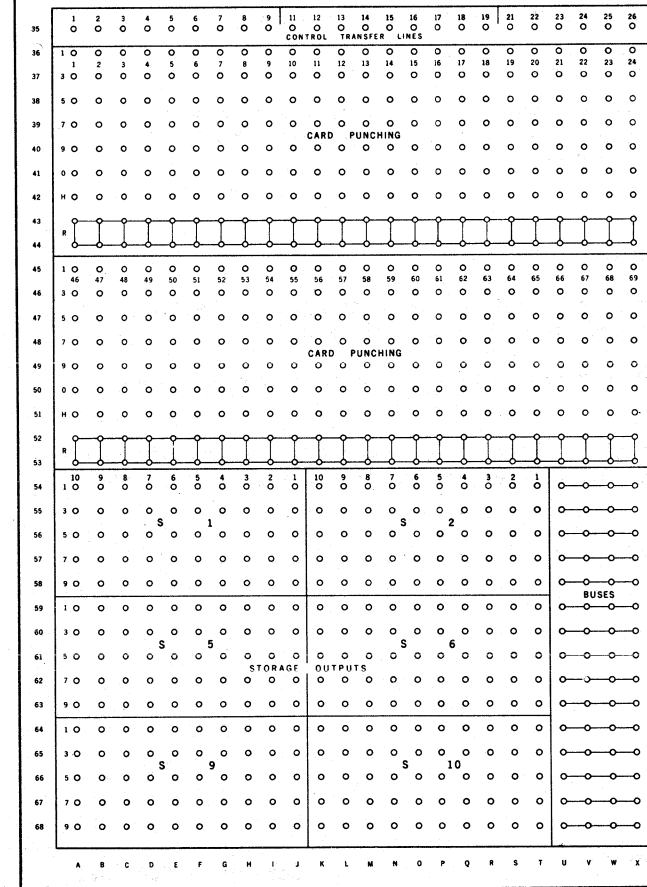 1 2 3 4 5 6 7 8 9 11 12 13 14 15 16 17 18 19 21 22 23 24 25 26
35
CONTROL TRANSFER LINES
36 1
1 2 3 4 5 6 7 8 9 10 11 12 13 14 15 16 17 18 19 20 21 22 23 24
37 3
38 5
39 7
CARD PUNCHING
40 9
41 0
42 H
43
R
44
45 1
46 47 48 49 50 51 52 53 54 55 56 57 58 59 60 61 62 63 64 65 66 67 68 69
46 3
47 5
48 7
CARD PUNCHING
49 9
50 0
51 H
52
R
53
10 9 8 7 6 5 4 3 2 1 10 9 8 7 6 5 4 3 2 1
54 1
55 3
S 1 S 2
56 5
57 7
58 9
BUSES
59 1
60 3
S 5 S 6
61 5
STORAGE OUTPUTS
62 7
63 9
64 1
65 3
S 9 S 10
66 5
67 7
68 9
A B C D E F G H I J K L M N O P Q R S T U V W X